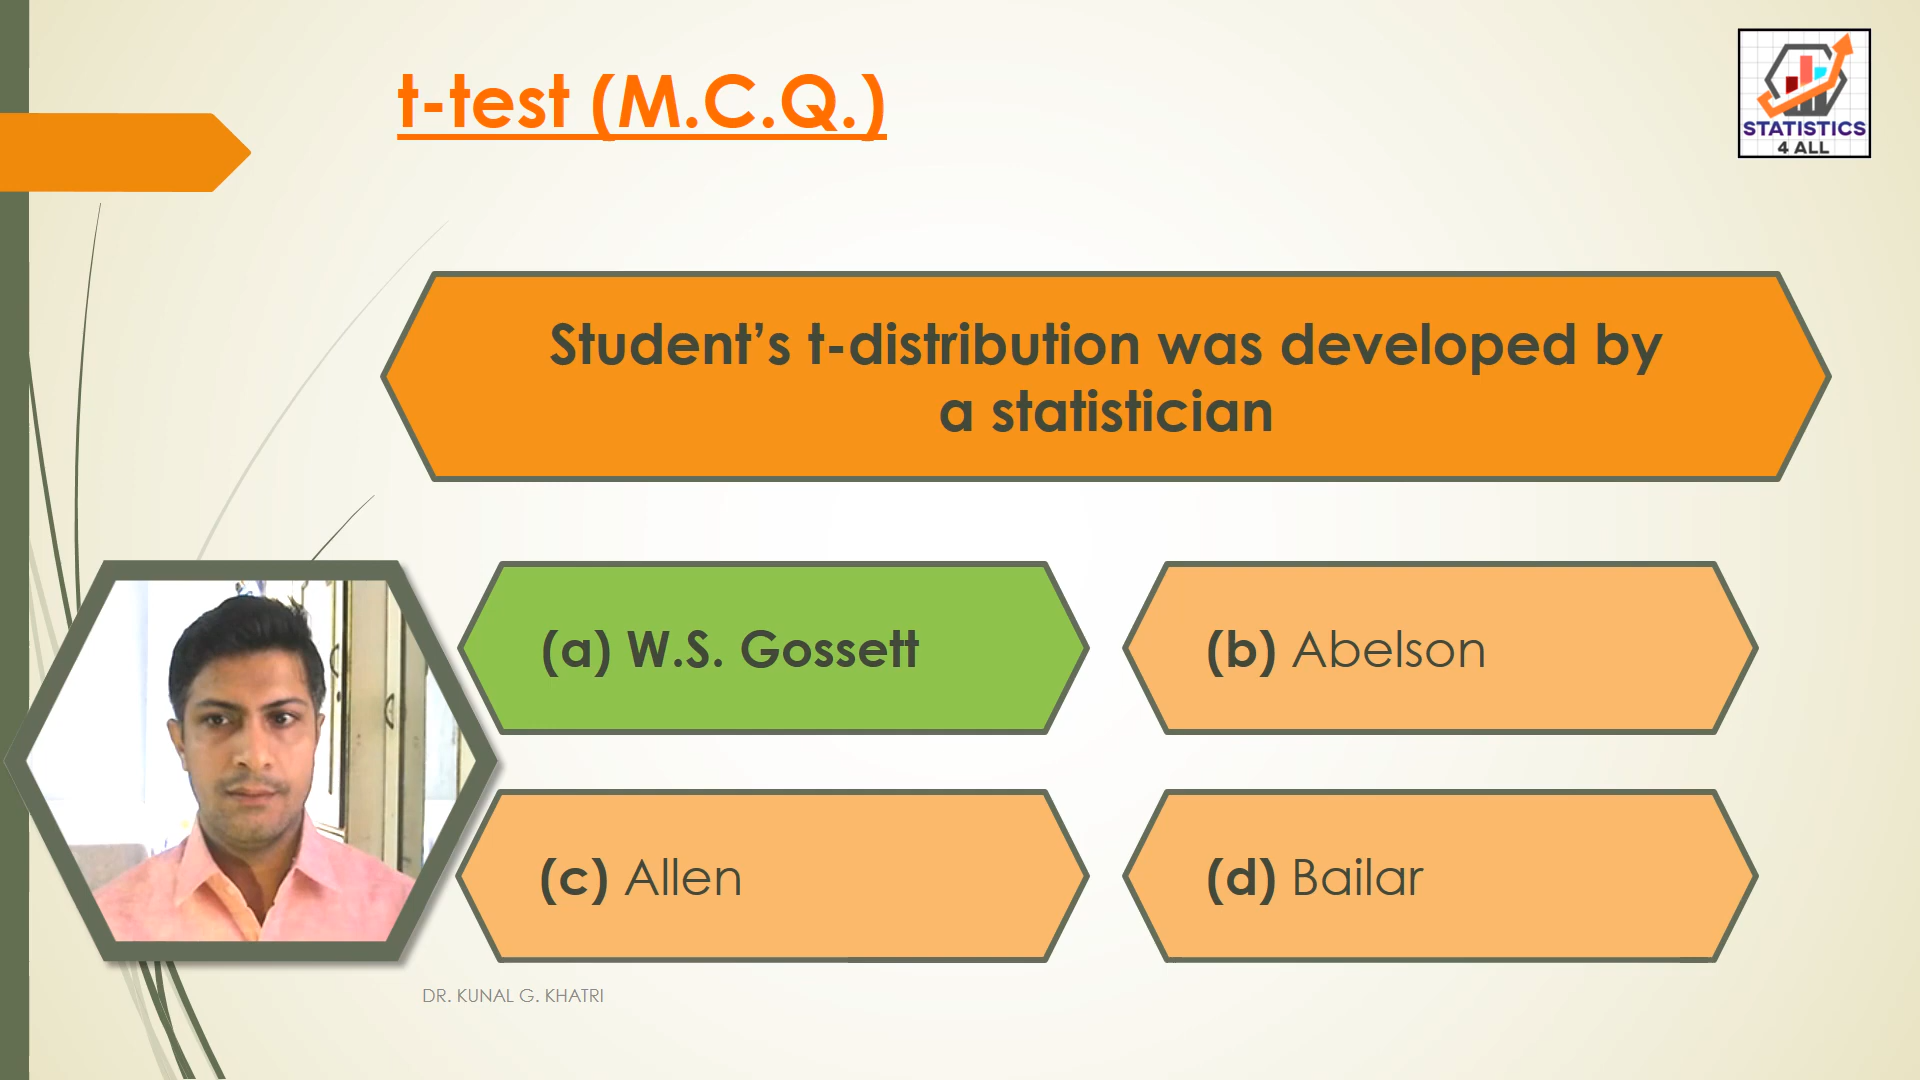 t-test (M.C.Q.)
STATISTICS
4 ALL
Student’s t-distribution was developed by
a statistician
(a) W.S. Gossett
(b) Abelson
(c) Allen
(d) Bailar
DR. KUNAL G. KHATRI